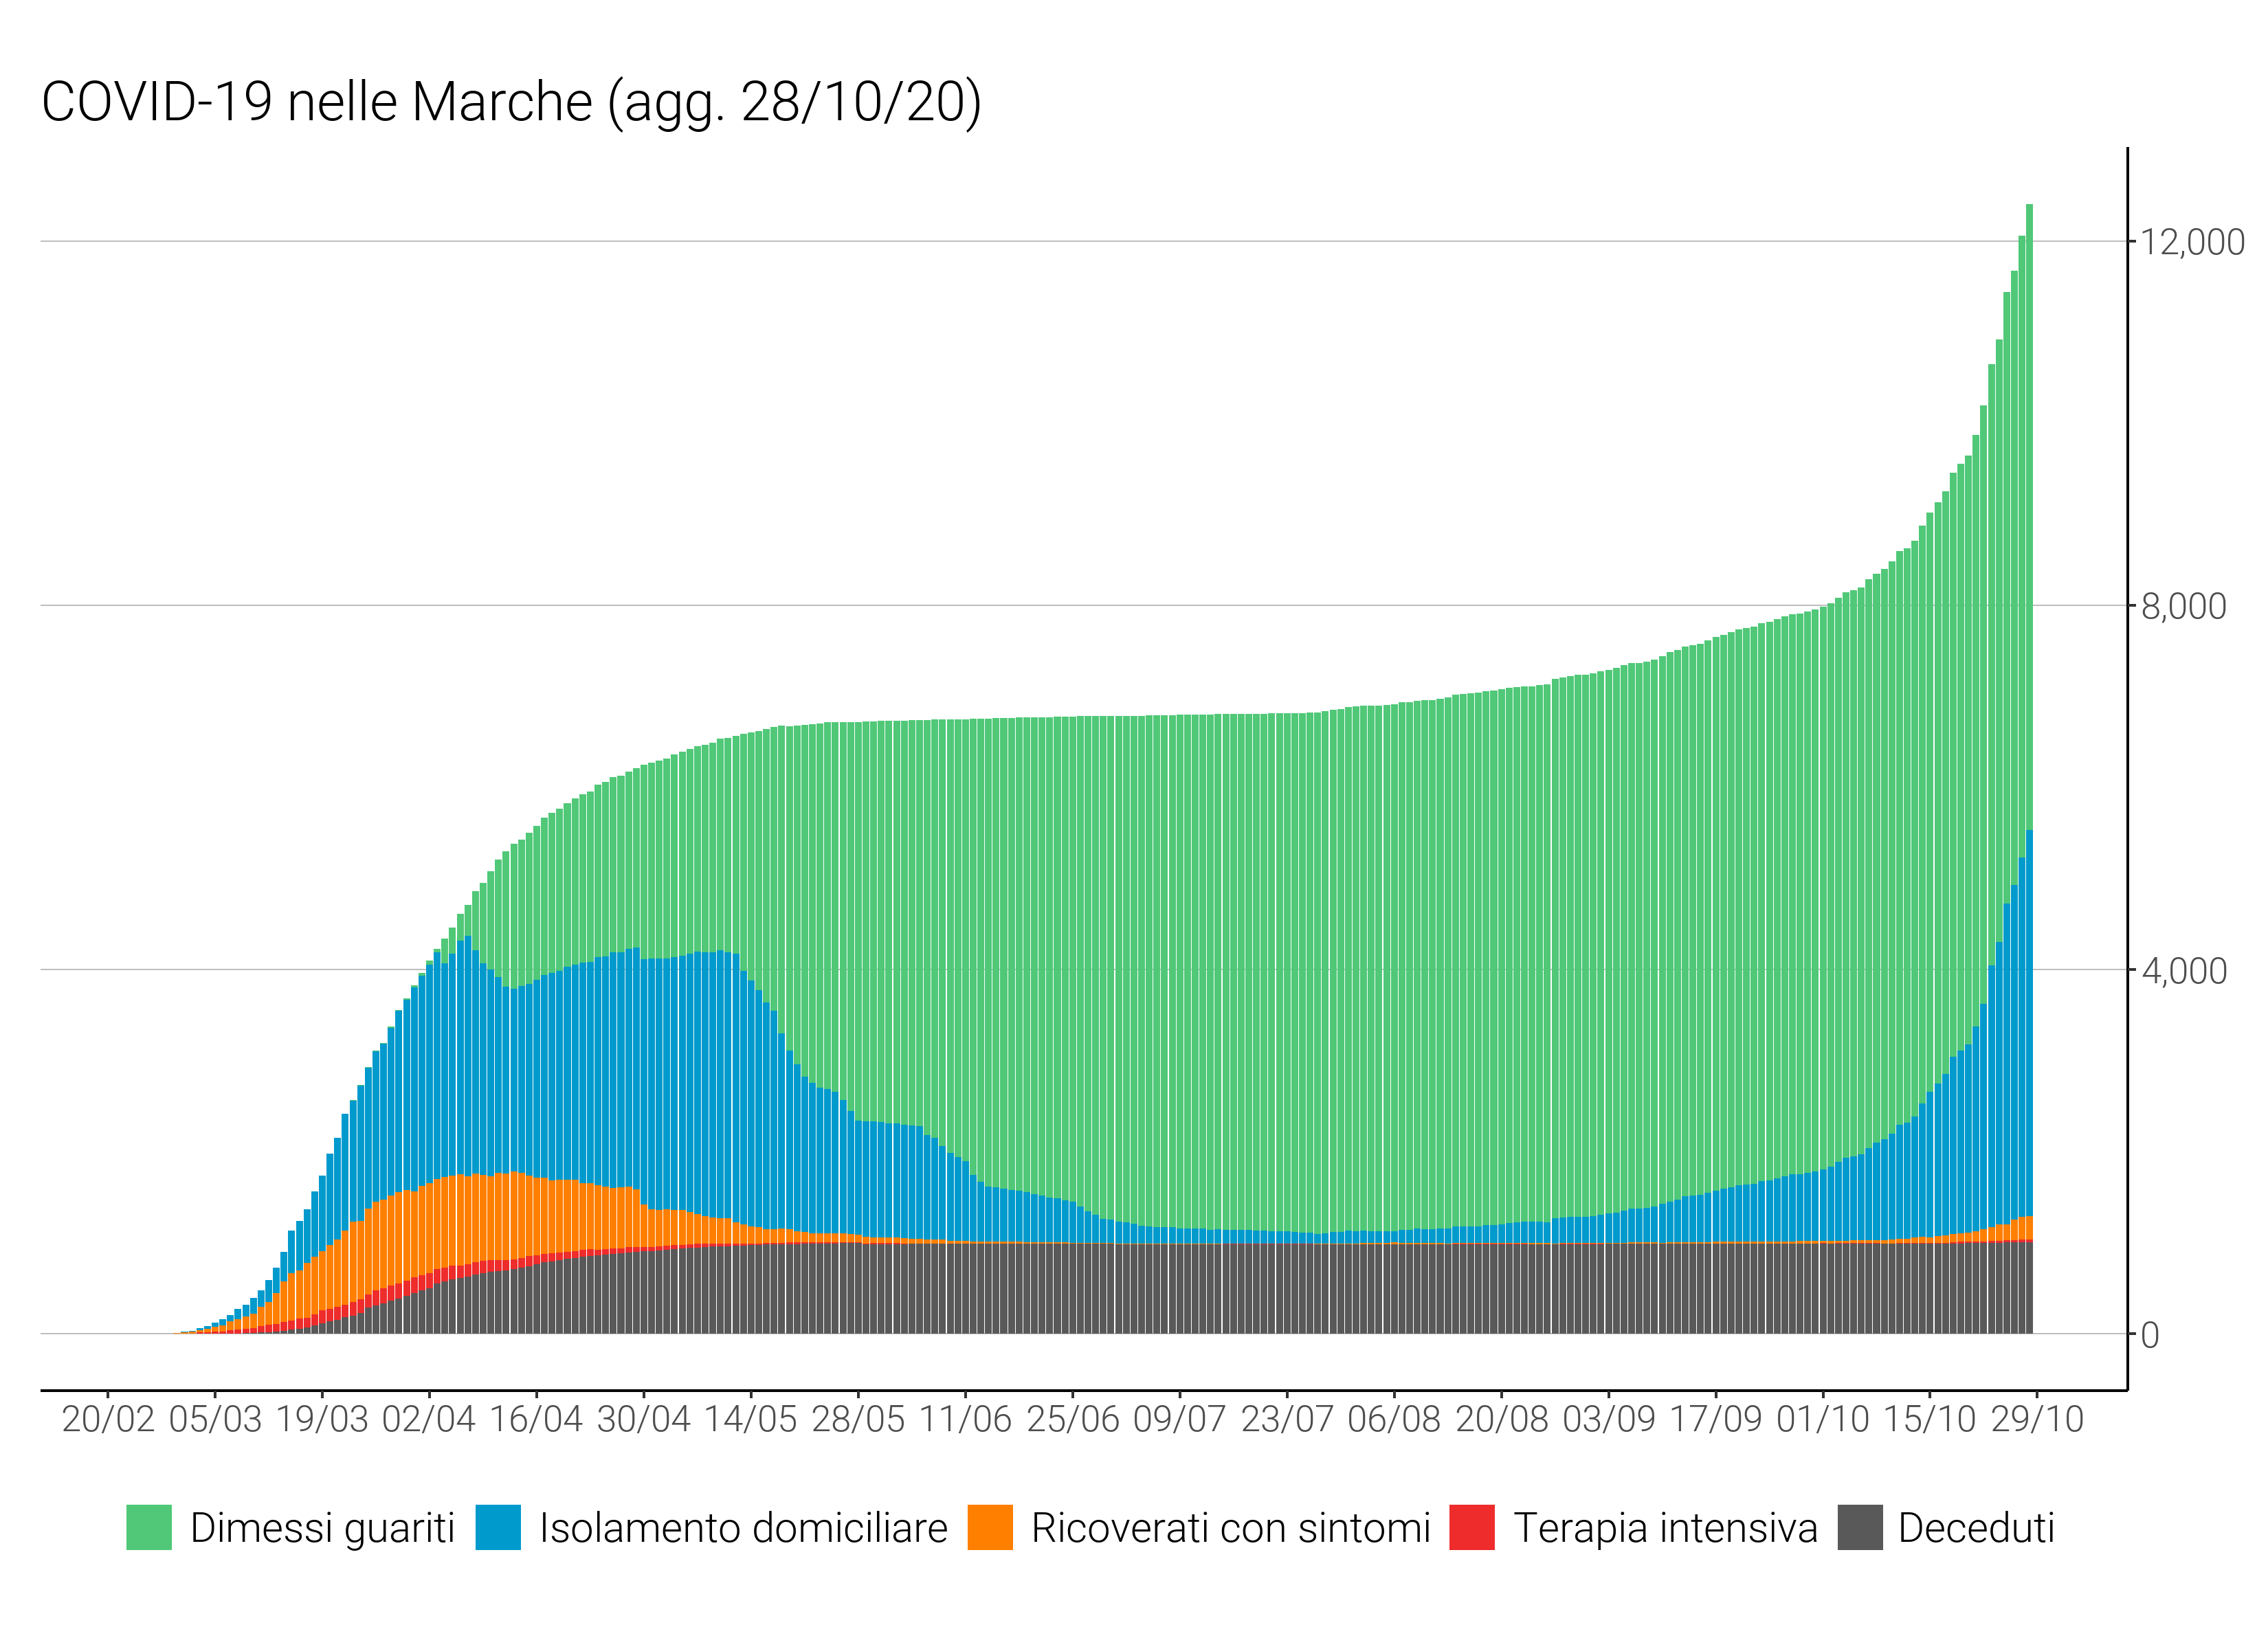 COVID-19 nelle Marche (agg. 28/10/20)
12,000
8,000
4,000
0
20/02 05/03 19/03 02/04 16/04 30/04 14/05 28/05 11/06 25/06 09/07 23/07 06/08 20/08 03/09 17/09 01/10 15/10 29/10
Dimessi guariti Isolamento domiciliare Ricoverati con sintomi Terapia intensiva Deceduti